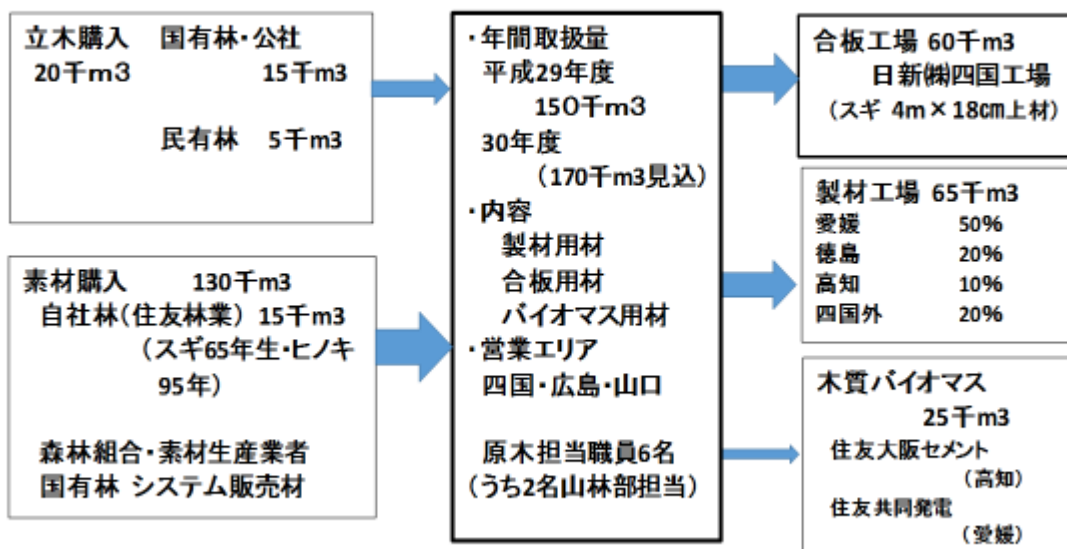 立木購入 国有林・公社
20千m3 15千m3
民有林 5千m3
素材購入 130千m3
自社林(住友林業) 15千m3
(スギ65年生・ヒノキ
95年)
森林組合・素材生産業者
国有林 システム販売材
・年間取扱量
平成29年度
150千m3
30年度
(170千m3見込)
・内容
製材用材
合板用材
バイオマス用材
・営業エリア
四国・広島・山口
原木担当職員6名
(うち2名山林部担当)
合板工場 60千m3
日新㈱四国工場
(スギ 4m×18㎝上材)
製材工場 65千m3
愛媛 50%
徳島 20%
高知 10%
四国外 20%
木質バイオマス
25千m3
住友大阪セメント
(高知)
住友共同発電
(愛媛)